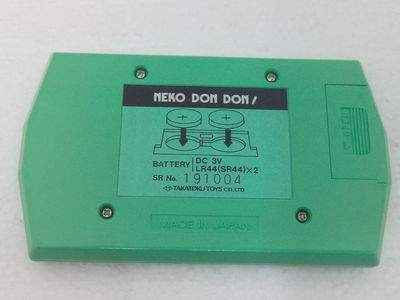 NEKO DON DON!
BATTERY DC 3V
LR44(SR44)×2
SR No. 191004
TAKATOKU TOYS CO., LTD
MADE IN JAPAN
OPEN